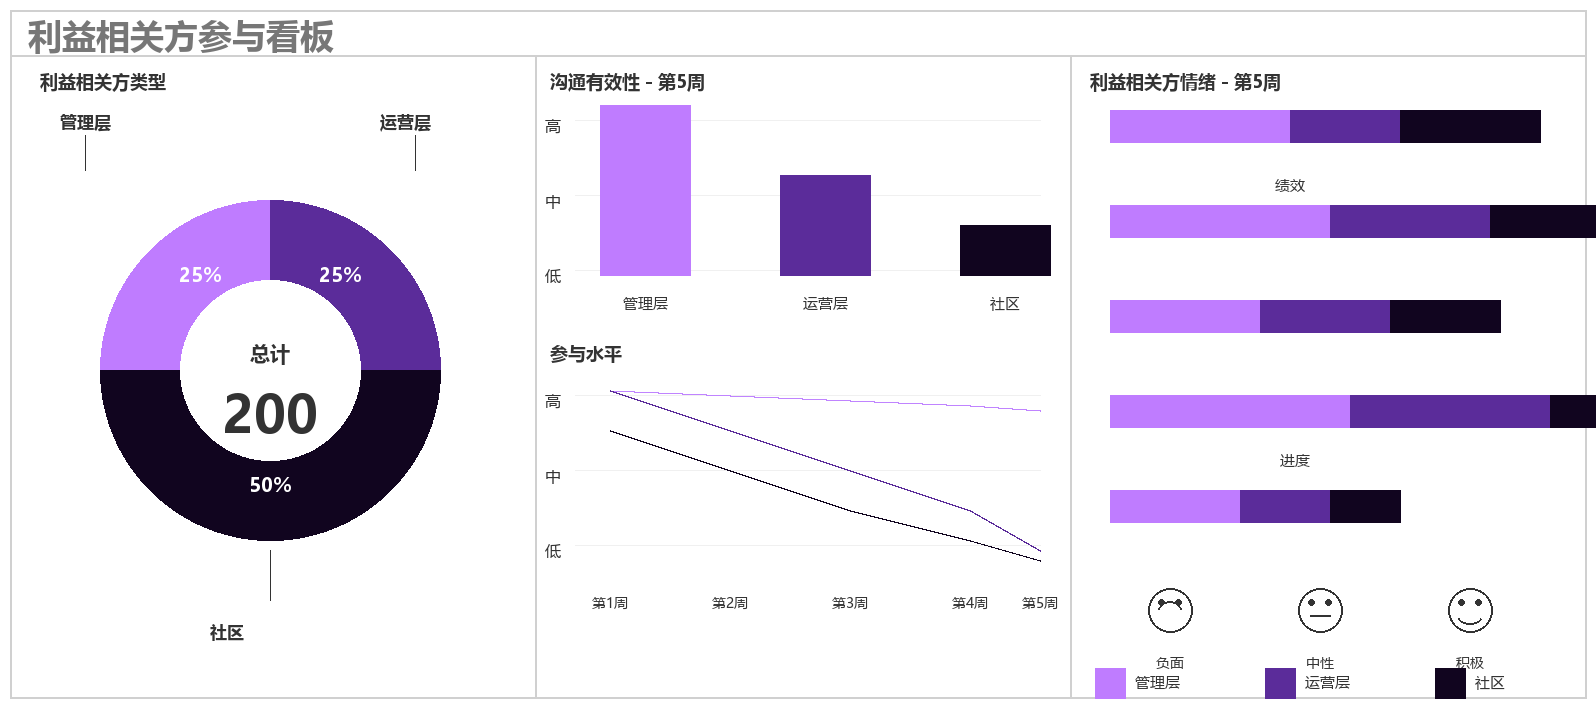 利益相关方参与看板
利益相关方类型
管理层
运营层
25%
25%
总计
200
50%
社区
沟通有效性 - 第5周
高
中
低
管理层
运营层
社区
参与水平
高
中
低
第1周
第2周
第3周
第4周
第5周
利益相关方情绪 - 第5周
绩效
进度
负面
中性
积极
管理层
运营层
社区